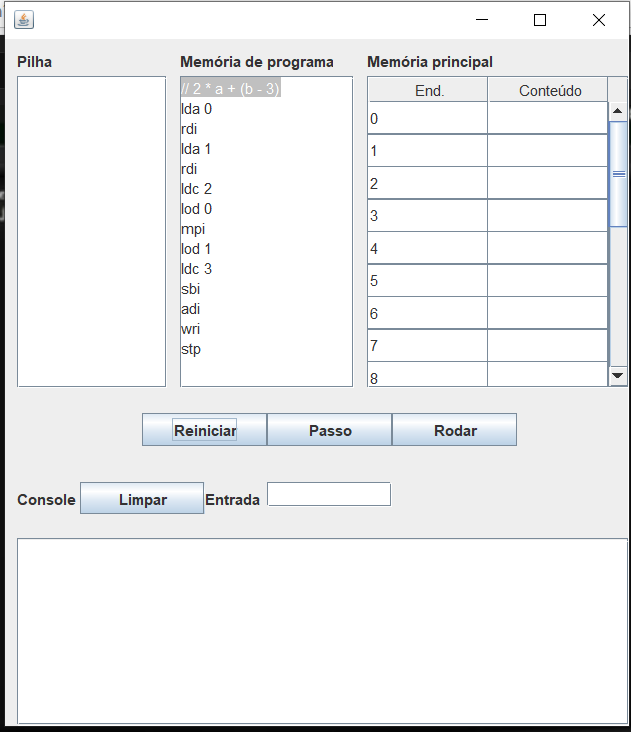 Pilha
Memória de programa
Memória principal
// 2 * a + (b - 3)
lda 0
rdi
lda 1
rdi
ldc 2
lod 0
mpi
lod 1
ldc 3
sbi
adi
wri
stp
End. Conteúdo
0
1
2
3
4
5
6
7
8
Reiniciar Passo Rodar
Console Limpar Entrada